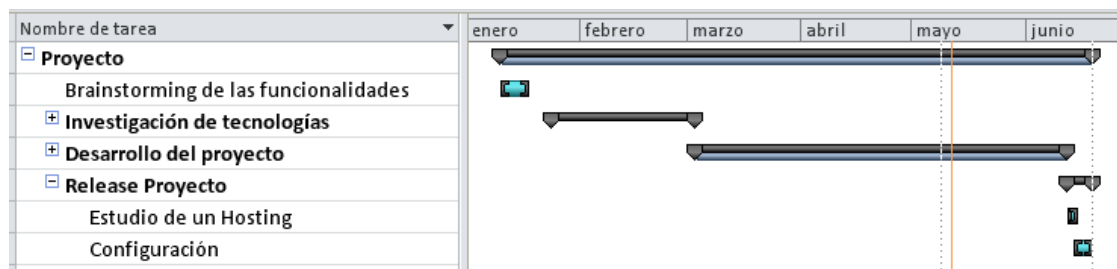 Nombre de tarea enero febrero marzo abril mayo junio
Proyecto
Brainstorming de las funcionalidades
Investigación de tecnologías
Desarrollo del proyecto
Release Proyecto
Estudio de un Hosting
Configuración